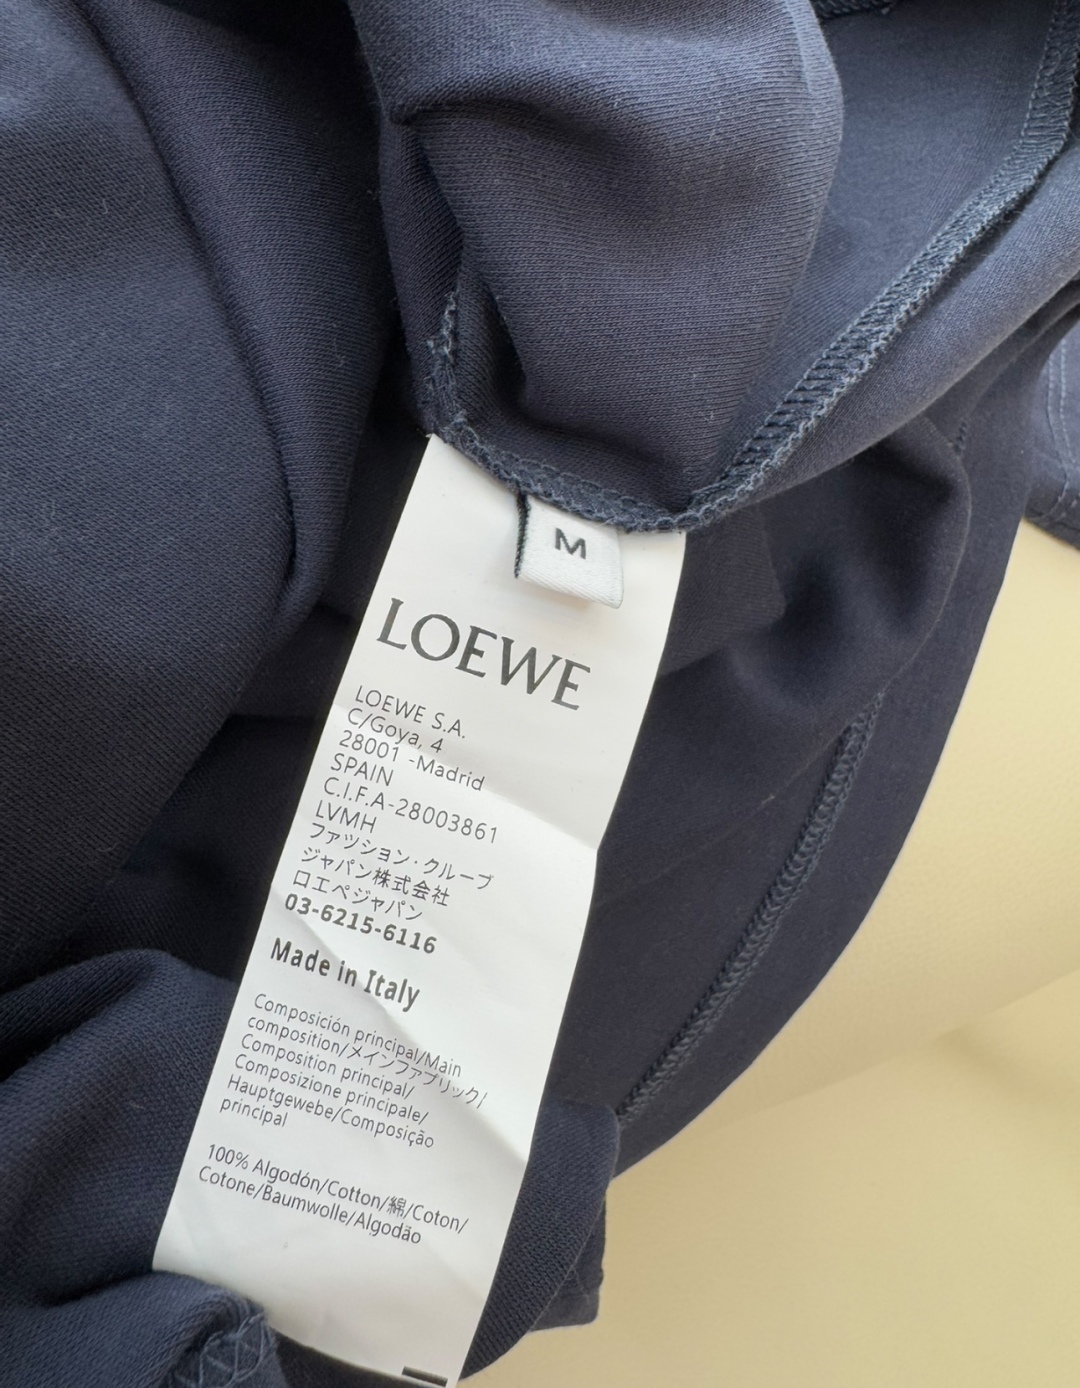 M
LOEWE
LOEWE S.A.
C/Goya, 4
28001 -Madrid
SPAIN
C.I.F.A-28003861
LVMH
ファッション・グループ
ジャパン株式会社
ロエベジャパン
03-6215-6116
Made in Italy
Composición principal/Main
composition/メインファブリック/
Composition principal/
Composizione principale/
Hauptgewebe/Composição
principal
100% Algodón/Cotton/綿/Coton/
Cotone/Baumwolle/Algodão